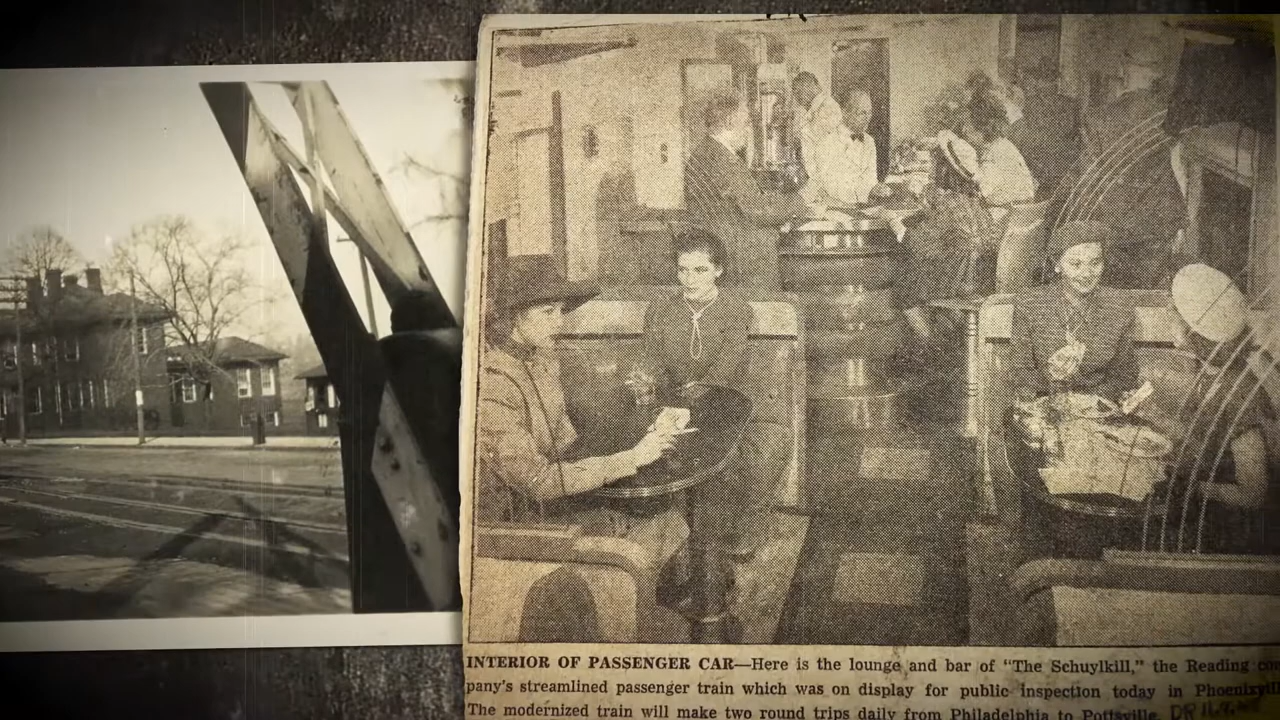 INTERIOR OF PASSENGER CAR—Here is the lounge and bar of "The Schuylkill," the Reading com
pany's streamlined passenger train which was on display for public inspection today in Phoenixvill
The modernized train will make two round trips daily from Philadelphia to Pottsville.